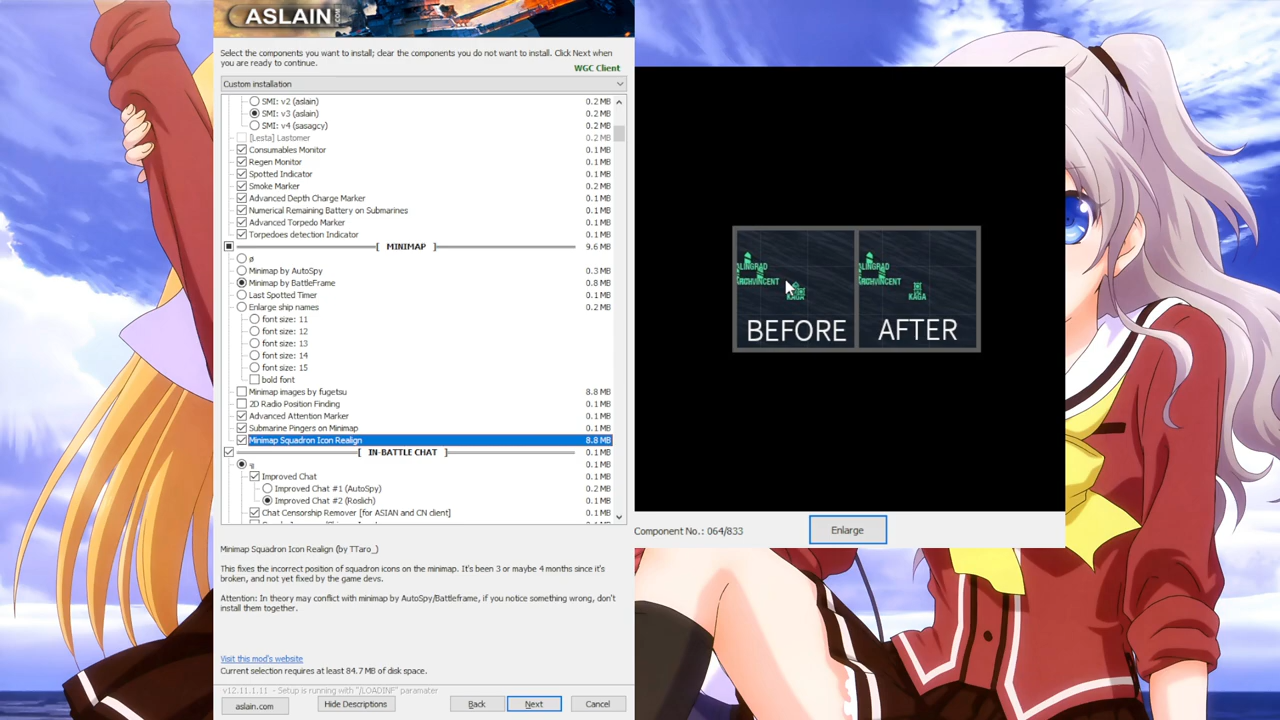 ASLAIN.COM
Select the components you want to install; clear the components you do not want to install. Click Next when
you are ready to continue.
WGC Client
Custom installation
SMI: v2 (aslain) 0.2 MB
SMI: v3 (aslain) 0.2 MB
SMI: v4 (sasagcy) 0.2 MB
[Lesta] Lastomer 0.2 MB
Consumables Monitor 0.1 MB
Regen Monitor 0.1 MB
Spotted Indicator 0.1 MB
Smoke Marker 0.2 MB
Advanced Depth Charge Marker 0.1 MB
Numerical Remaining Battery on Submarines 0.1 MB
Advanced Torpedo Marker 0.1 MB
Torpedoes detection Indicator 0.1 MB
[ MINIMAP ] 9.6 MB
ø
Minimap by AutoSpy 0.3 MB
Minimap by BattleFrame 0.8 MB
Last Spotted Timer 0.1 MB
Enlarge ship names 0.2 MB
font size: 11
font size: 12
font size: 13
font size: 14
font size: 15
bold font
Minimap images by fugetsu 8.8 MB
2D Radio Position Finding 0.1 MB
Advanced Attention Marker 0.1 MB
Submarine Pingers on Minimap 0.1 MB
Minimap Squadron Icon Realign 8.8 MB
[ IN-BATTLE CHAT ] 0.1 MB
0.1 MB
Improved Chat 0.1 MB
Improved Chat #1 (AutoSpy) 0.2 MB
Improved Chat #2 (Roslich) 0.1 MB
Chat Censorship Remover [for ASIAN and CN client] 0.1 MB
Minimap Squadron Icon Realign (by TTaro_)
This fixes the incorrect position of squadron icons on the minimap. It's been 3 or maybe 4 months since it's
broken, and not yet fixed by the game devs.
Attention: In theory may conflict with minimap by AutoSpy/Battleframe, if you notice something wrong, don't
install them together.
Visit this mod's website
Current selection requires at least 84.7 MB of disk space.
v12.11.1.11 - Setup is running with "/LOADINF" paramater
aslain.com
Hide Descriptions
Back
Next
Cancel
LINGRAD
RCHVINCENT
KAGA
BEFORE
LINGRAD
RCHVINCENT
KAGA
AFTER
Component No.: 064/833
Enlarge